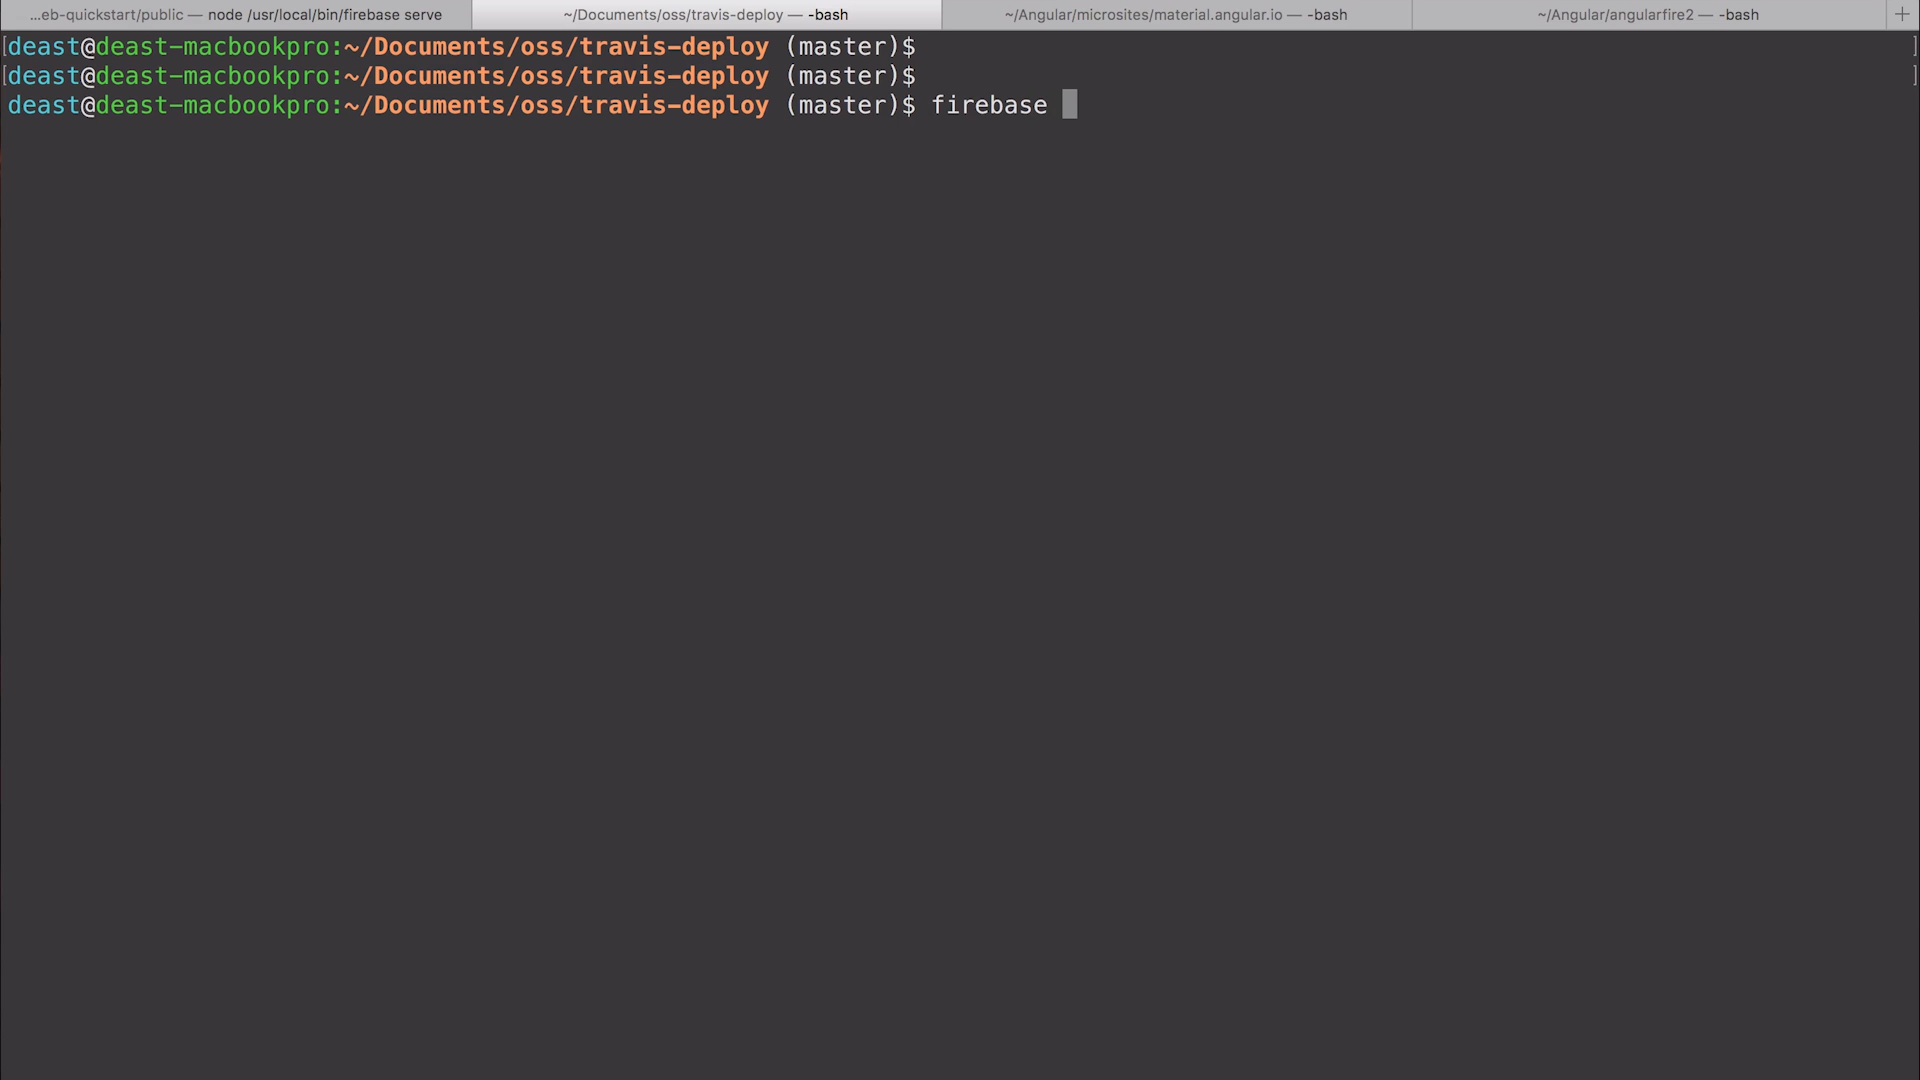 ...eb-quickstart/public — node /usr/local/bin/firebase serve
~/Documents/oss/travis-deploy — -bash
~/Angular/microsites/material.angular.io — -bash
~/Angular/angularfire2 — -bash
+
[deast@deast-macbookpro:~/Documents/oss/travis-deploy (master)$ ]
[deast@deast-macbookpro:~/Documents/oss/travis-deploy (master)$ ]
deast@deast-macbookpro:~/Documents/oss/travis-deploy (master)$ firebase